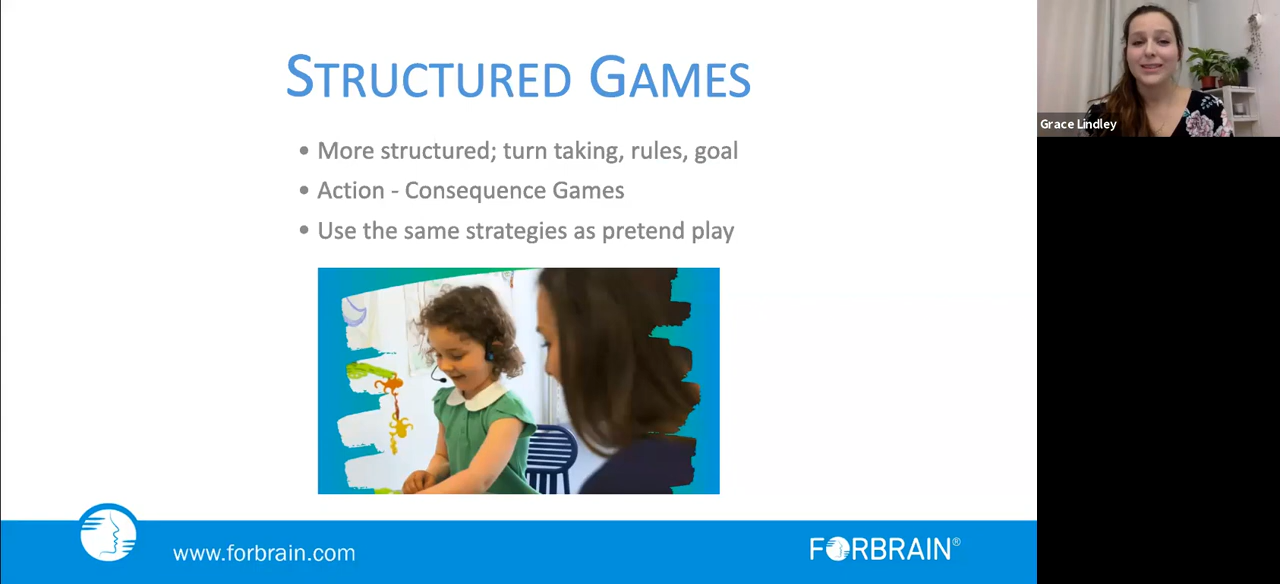 STRUCTURED GAMES
• More structured; turn taking, rules, goal
• Action - Consequence Games
• Use the same strategies as pretend play
Grace Lindley
www.forbrain.com
FORBRAIN®